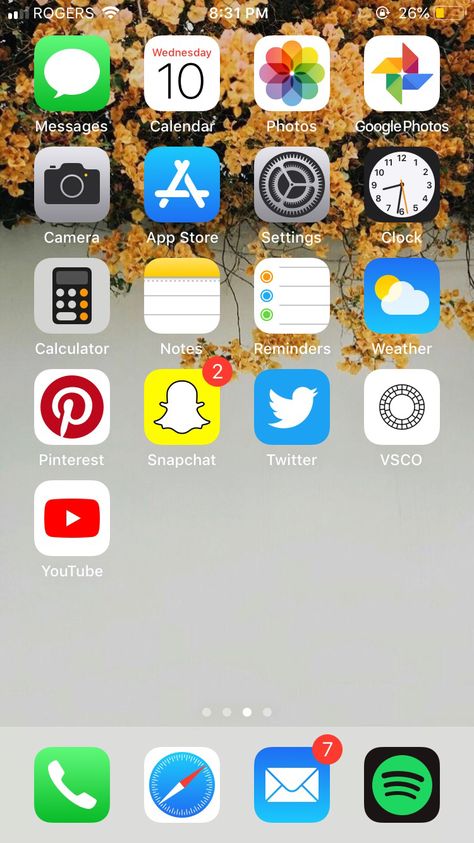 ROGERS 8:31 PM 26%
Wednesday
10
Messages Calendar Photos Google Photos
12
Camera App Store Settings Clock
Calculator Notes Reminders Weather
2
Pinterest Snapchat Twitter VSCO
YouTube
7